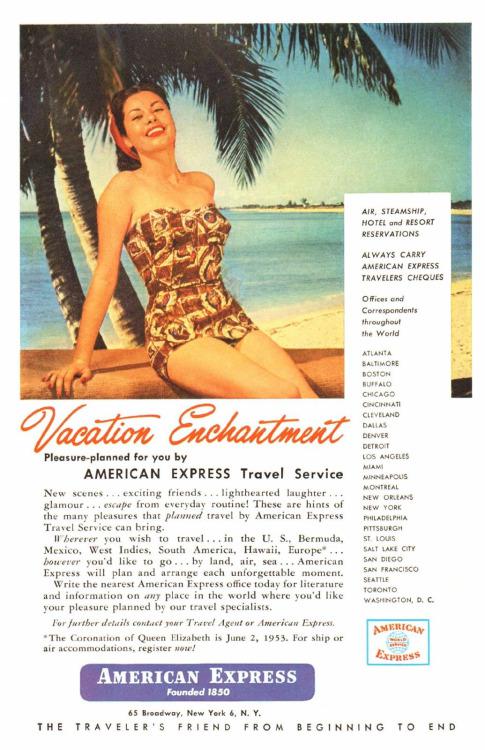 AIR, STEAMSHIP,
HOTEL and RESORT
RESERVATIONS
ALWAYS CARRY
AMERICAN EXPRESS
TRAVELERS CHEQUES
Offices and
Correspondents
throughout
the World
ATLANTA
BALTIMORE
BOSTON
BUFFALO
CHICAGO
CINCINNATI
CLEVELAND
DALLAS
DENVER
DETROIT
LOS ANGELES
MIAMI
MINNEAPOLIS
MONTREAL
NEW ORLEANS
NEW YORK
PHILADELPHIA
PITTSBURGH
ST. LOUIS
SALT LAKE CITY
SAN DIEGO
SAN FRANCISCO
SEATTLE
TORONTO
WASHINGTON, D. C.
Vacation Enchantment
Pleasure-planned for you by
AMERICAN EXPRESS Travel Service
New scenes . . . exciting friends . . . lighthearted laughter . . .
glamour . . . escape from everyday routine! These are hints of
the many pleasures that planned travel by American Express
Travel Service can bring.
Wherever you wish to travel . . . in the U. S., Bermuda,
Mexico, West Indies, South America, Hawaii, Europe* . . .
however you'd like to go . . . by land, air, sea . . . American
Express will plan and arrange each unforgettable moment.
Write the nearest American Express office today for literature
and information on any place in the world where you'd like
your pleasure planned by our travel specialists.
For further details contact your Travel Agent or American Express.
*The Coronation of Queen Elizabeth is June 2, 1953. For ship or
air accommodations, register now!
AMERICAN
WORLD
SERVICE
EXPRESS
AMERICAN EXPRESS
Founded 1850
65 Broadway, New York 6, N. Y.
THE TRAVELER'S FRIEND FROM BEGINNING TO END